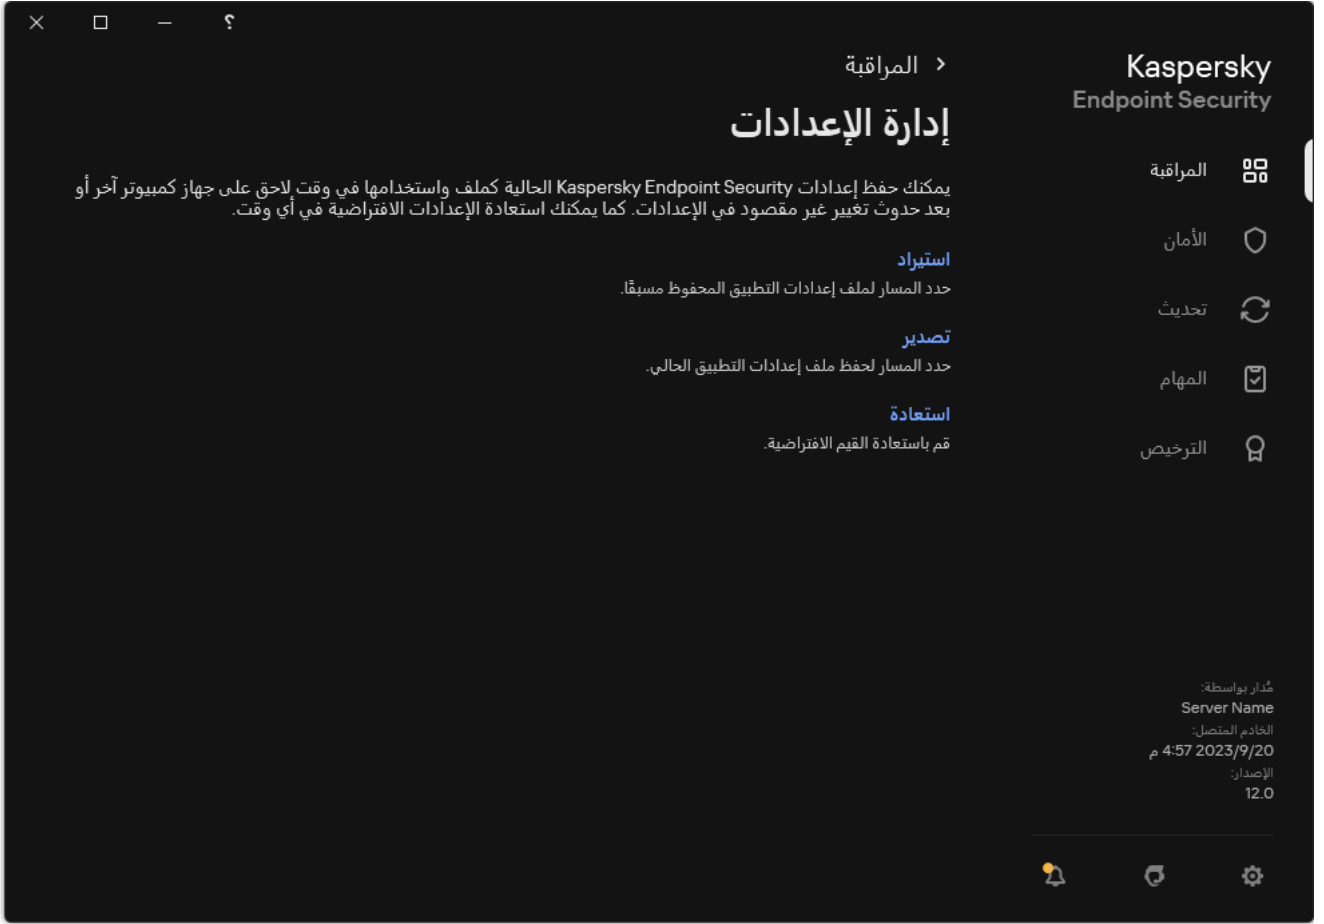 ؟
Kaspersky
Endpoint Security
المراقبة
الأمان
تحديث
المهام
الترخيص
المراقبة
إدارة الإعدادات
يمكنك حفظ إعدادات Kaspersky Endpoint Security الحالية كملف واستخدامها في وقت لاحق على جهاز كمبيوتر آخر أو
بعد حدوث تغيير غير مقصود في الإعدادات. كما يمكنك استعادة الإعدادات الافتراضية في أي وقت.
استيراد
حدد المسار لملف إعدادات التطبيق المحفوظ مسبقًا.
تصدير
حدد المسار لحفظ ملف إعدادات التطبيق الحالي.
استعادة
قم باستعادة القيم الافتراضية.
مُدار بواسطة:
Server Name
الخادم المتصل:
2023/9/20 4:57 م
الإصدار:
12.0